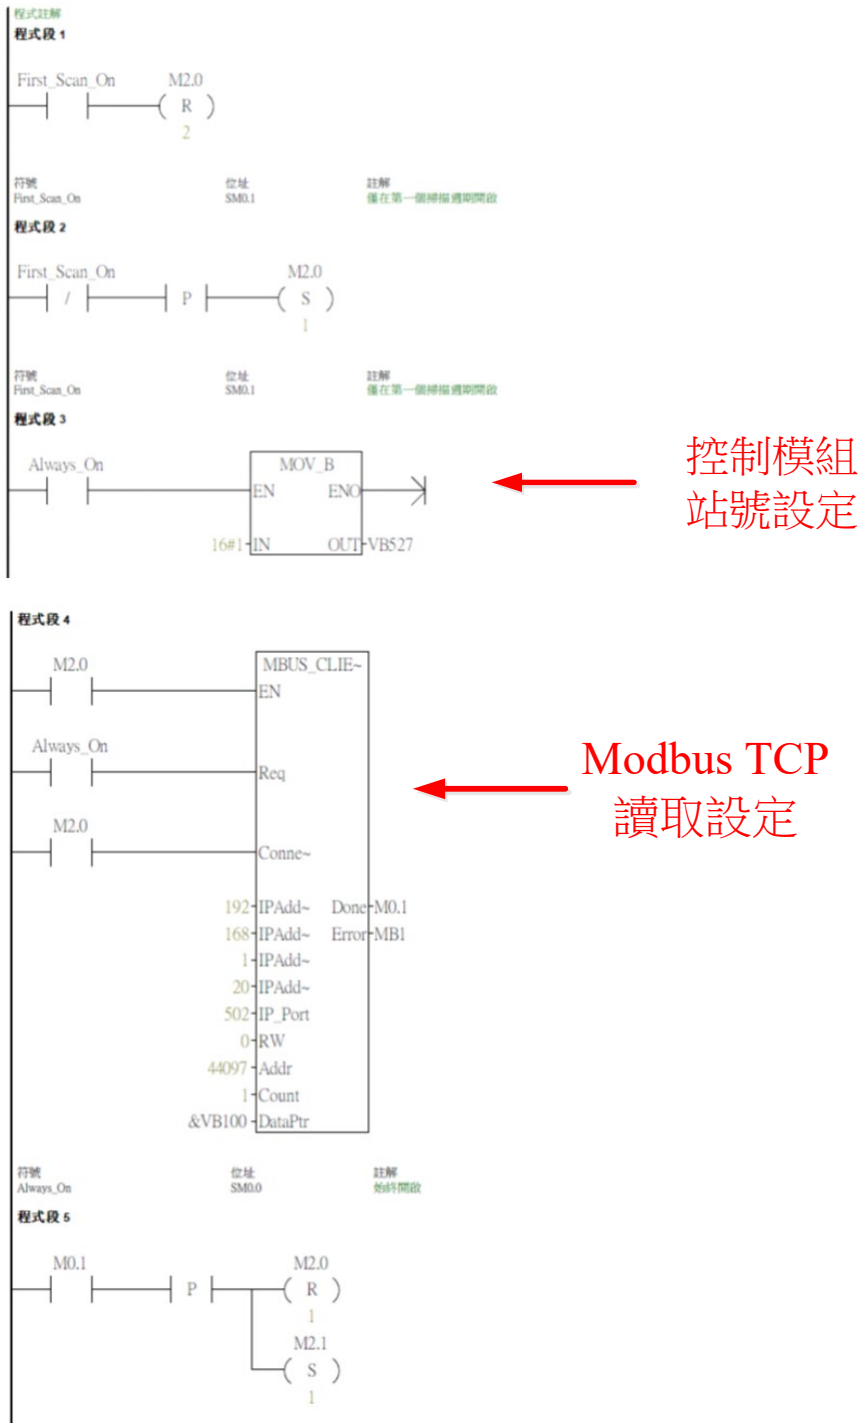 程式註解
程式段 1
First_Scan_On M2.0
R
2
符號 位址 註解
First_Scan_On SM0.1 僅在第一個掃描週期開啟
程式段 2
First_Scan_On M2.0
/ P S
1
符號 位址 註解
First_Scan_On SM0.1 僅在第一個掃描週期開啟
程式段 3
Always_On MOV_B
EN ENO
16#1 IN OUT VB527
控制模組
站號設定
程式段 4
M2.0 MBUS_CLIE~
EN
Always_On
Req
M2.0
Conne~
192 IPAdd~ Done M0.1
168 IPAdd~ Error MB1
1 IPAdd~
20 IPAdd~
502 IP_Port
0 RW
44097 Addr
1 Count
&VB100 DataPtr
Modbus TCP
讀取設定
符號 位址 註解
Always_On SM0.0 始終開啟
程式段 5
M0.1 M2.0
P R
1
M2.1
S
1